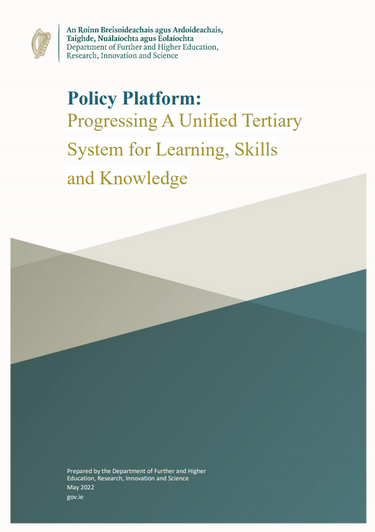 An Roinn Breisoideachais agus Ardoideachais,
Taighde, Nuálaíochta agus Eolaíochta
Department of Further and Higher Education,
Research, Innovation and Science
Policy Platform:
Progressing A Unified Tertiary
System for Learning, Skills
and Knowledge
Prepared by the Department of Further and Higher
Education, Research, Innovation and Science
May 2022
gov.ie